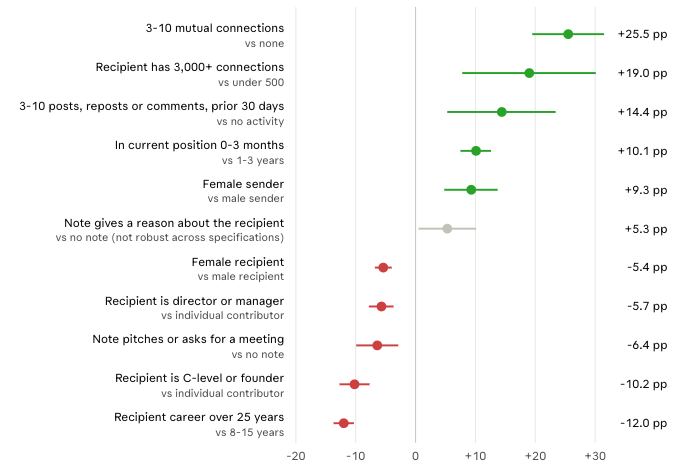 3-10 mutual connections
vs none
+25.5 pp
Recipient has 3,000+ connections
vs under 500
+19.0 pp
3-10 posts, reposts or comments, prior 30 days
vs no activity
+14.4 pp
In current position 0-3 months
vs 1-3 years
+10.1 pp
Female sender
vs male sender
+9.3 pp
Note gives a reason about the recipient
vs no note (not robust across specifications)
+5.3 pp
Female recipient
vs male recipient
-5.4 pp
Recipient is director or manager
vs individual contributor
-5.7 pp
Note pitches or asks for a meeting
vs no note
-6.4 pp
Recipient is C-level or founder
vs individual contributor
-10.2 pp
Recipient career over 25 years
vs 8-15 years
-12.0 pp
-20 -10 0 +10 +20 +30